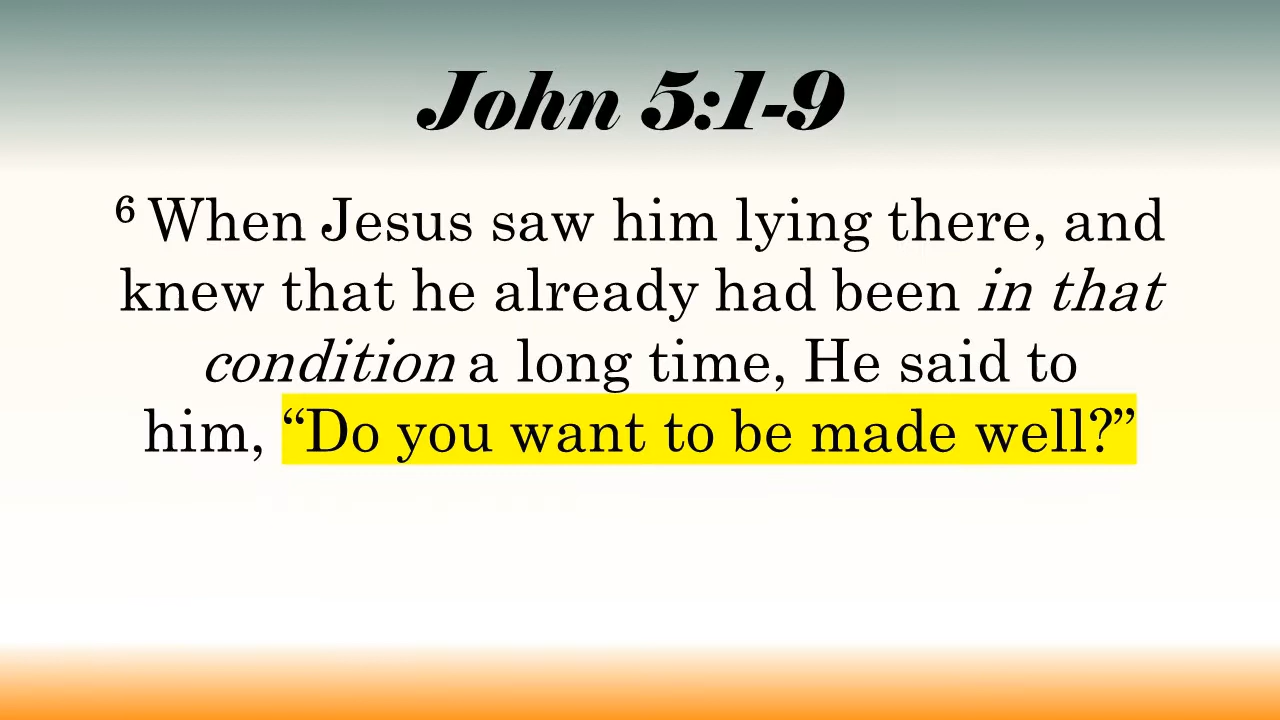 John 5:1-9
6 When Jesus saw him lying there, and
knew that he already had been in that
condition a long time, He said to
him, “Do you want to be made well?”